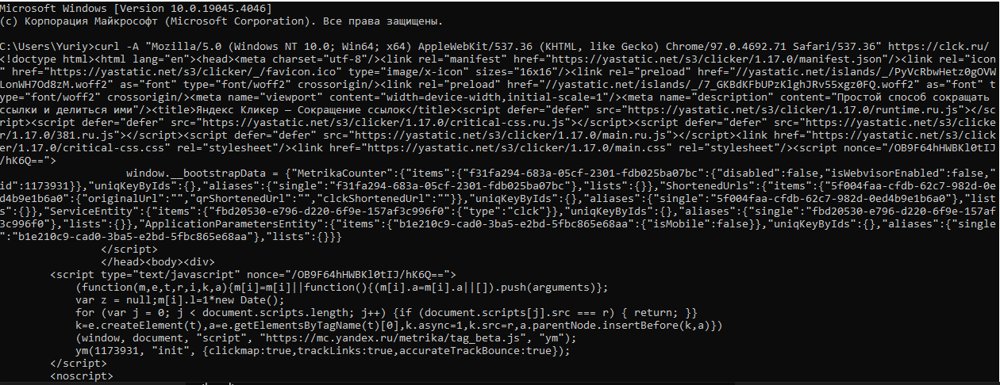 Microsoft Windows [Version 10.0.19045.4046]
(c) Корпорация Майкрософт (Microsoft Corporation). Все права защищены.
C:\Users\Yuriy>curl -A "Mozilla/5.0 (Windows NT 10.0; Win64; x64) AppleWebKit/537.36 (KHTML, like Gecko) Chrome/97.0.4692.71 Safari/537.36" https://clck.ru/
<!doctype html><html lang="en"><head><meta charset="utf-8"/><link rel="manifest" href="https://yastatic.net/s3/clicker/1.17.0/manifest.json"/><link rel="icon
" href="https://yastatic.net/s3/clicker/_/favicon.ico" type="image/x-icon" sizes="16x16"/><link rel="preload" href="//yastatic.net/islands/_/PyVcRbwHetz0gOVW
LonWH7Od8zM.woff2" as="font" type="font/woff2" crossorigin/><link rel="preload" href="//yastatic.net/islands/_/7_GKBdKFbUPzKlghJRv55xgz0FQ.woff2" as="font" t
ype="font/woff2" crossorigin/><meta name="viewport" content="width=device-width,initial-scale=1"/><meta name="description" content="Простой способ сокращать
ссылки и делиться ими"/><title>Яндекс Кликер — Сокращение ссылок</title><script defer="defer" src="https://yastatic.net/s3/clicker/1.17.0/runtime.ru.js"></sc
ript><script defer="defer" src="https://yastatic.net/s3/clicker/1.17.0/critical-css.ru.js"></script><script defer="defer" src="https://yastatic.net/s3/clicke
r/1.17.0/381.ru.js"></script><script defer="defer" src="https://yastatic.net/s3/clicker/1.17.0/main.ru.js"></script><link href="https://yastatic.net/s3/click
er/1.17.0/critical-css.css" rel="stylesheet"/><link href="https://yastatic.net/s3/clicker/1.17.0/main.css" rel="stylesheet"/><script nonce="/OB9F64hHWBKl0tIJ
/hK6Q==">
window.__bootstrapData = {"MetrikaCounter":{"items":{"f31fa294-683a-05cf-2301-fdb025ba07bc":{"disabled":false,"isWebvisorEnabled":false,"
id":1173931}},"uniqKeyByIds":{},"aliases":{"single":"f31fa294-683a-05cf-2301-fdb025ba07bc"},"lists":{}},"ShortenedUrls":{"items":{"5f004faa-cfdb-62c7-982d-0e
d4b9e1b6a0":{"originalUrl":"","qrShortenedUrl":"","clckShortenedUrl":""}},"uniqKeyByIds":{},"aliases":{"single":"5f004faa-cfdb-62c7-982d-0ed4b9e1b6a0"},"list
s":{}},"ServiceEntity":{"items":{"fbd20530-e796-d220-6f9e-157af3c996f0":{"type":"clck"}},"uniqKeyByIds":{},"aliases":{"single":"fbd20530-e796-d220-6f9e-157af
3c996f0"},"lists":{}},"ApplicationParametersEntity":{"items":{"b1e210c9-cad0-3ba5-e2bd-5fbc865e68aa":{"isMobile":false}},"uniqKeyByIds":{},"aliases":{"single
":"b1e210c9-cad0-3ba5-e2bd-5fbc865e68aa"},"lists":{}}}
</script>
</head><body><div>
<script type="text/javascript" nonce="/OB9F64hHWBKl0tIJ/hK6Q==">
(function(m,e,t,r,i,k,a){m[i]=m[i]||function(){(m[i].a=m[i].a||[]).push(arguments)};
var z = null;m[i].l=1*new Date();
for (var j = 0; j < document.scripts.length; j++) {if (document.scripts[j].src === r) { return; }}
k=e.createElement(t),a=e.getElementsByTagName(t)[0],k.async=1,k.src=r,a.parentNode.insertBefore(k,a)})
(window, document, "script", "https://mc.yandex.ru/metrika/tag_beta.js", "ym");
ym(1173931, "init", {clickmap:true,trackLinks:true,accurateTrackBounce:true});
</script>
<noscript>